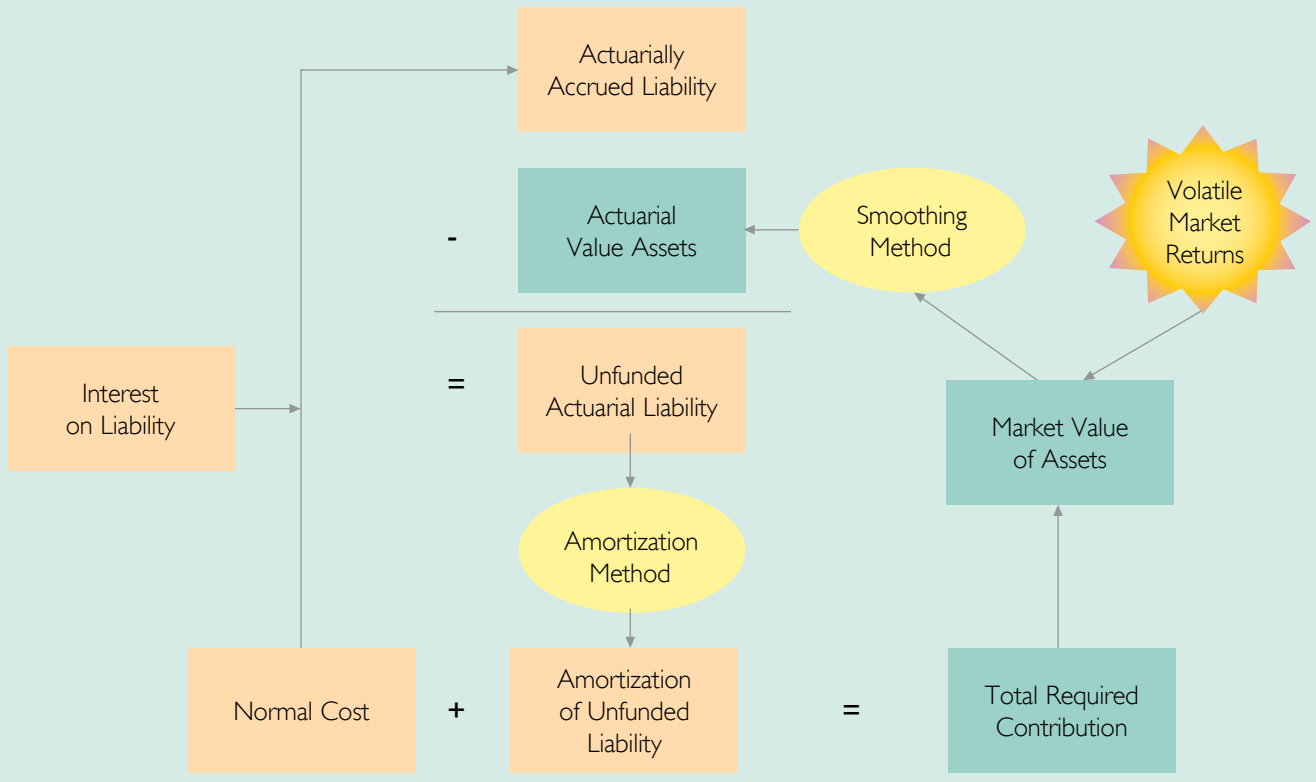 Actuarially
Accrued Liability
-
Actuarial
Value Assets
Smoothing
Method
Volatile
Market
Returns
Interest
on Liability
=
Unfunded
Actuarial Liability
Market Value
of Assets
Amortization
Method
Normal Cost
+
Amortization
of Unfunded
Liability
=
Total Required
Contribution